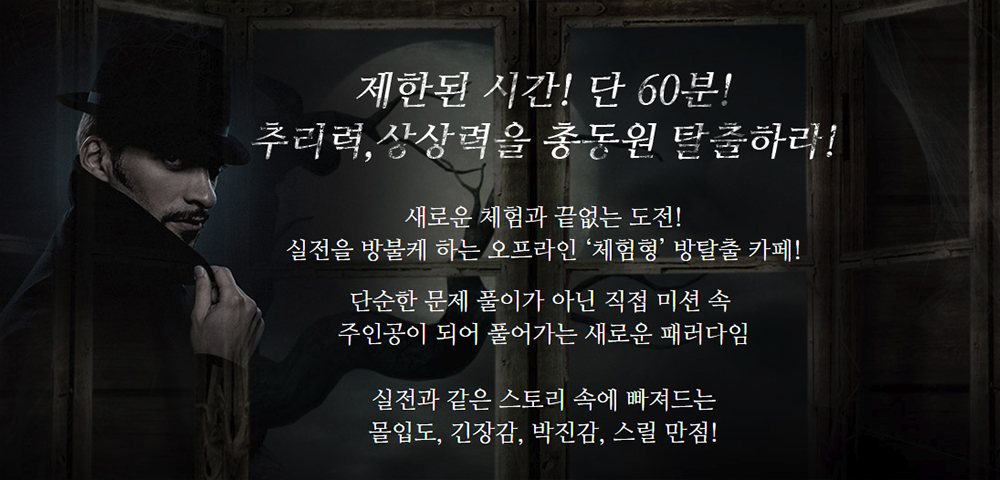 제한된 시간! 단 60분!
추리력,상상력을 총동원 탈출하라!
새로운 체험과 끝없는 도전!
실전을 방불케 하는 오프라인 ‘체험형’ 방탈출 카페!
단순한 문제 풀이가 아닌 직접 미션 속
주인공이 되어 풀어가는 새로운 패러다임
실전과 같은 스토리 속에 빠져드는
몰입도, 긴장감, 박진감, 스릴 만점!